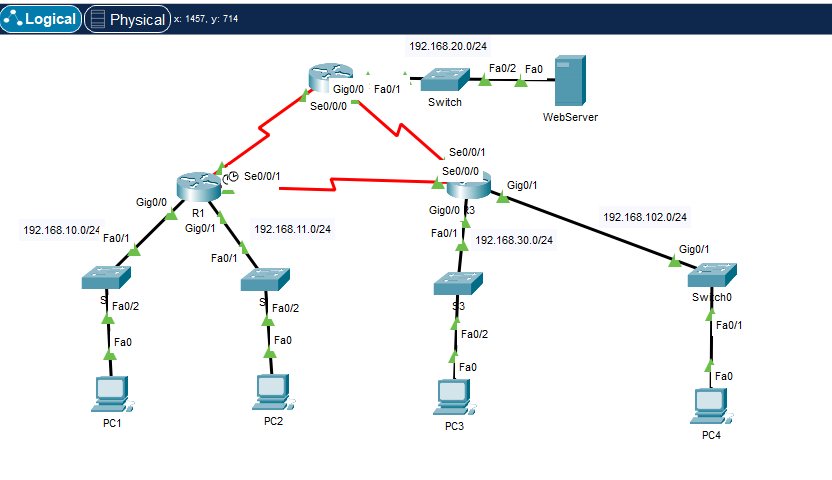 Logical
Physical
x: 1457, y: 714
192.168.20.0/24
Gig0/0
Fa0/1
Fa0/2
Fa0
Se0/0/0
Switch
WebServer
Se0/0/1
Se0/0/1
Se0/0/0
Gig0/0
R1
Gig0/1
Gig0/1
Gig0/0
R3
192.168.10.0/24
Fa0/1
192.168.11.0/24
Fa0/1
Fa0/1
192.168.30.0/24
192.168.102.0/24
Gig0/1
S
Fa0/2
S
Fa0/2
S3
Switch0
Fa0/2
Fa0/1
Fa0
Fa0
Fa0
Fa0
PC1
PC2
PC3
PC4